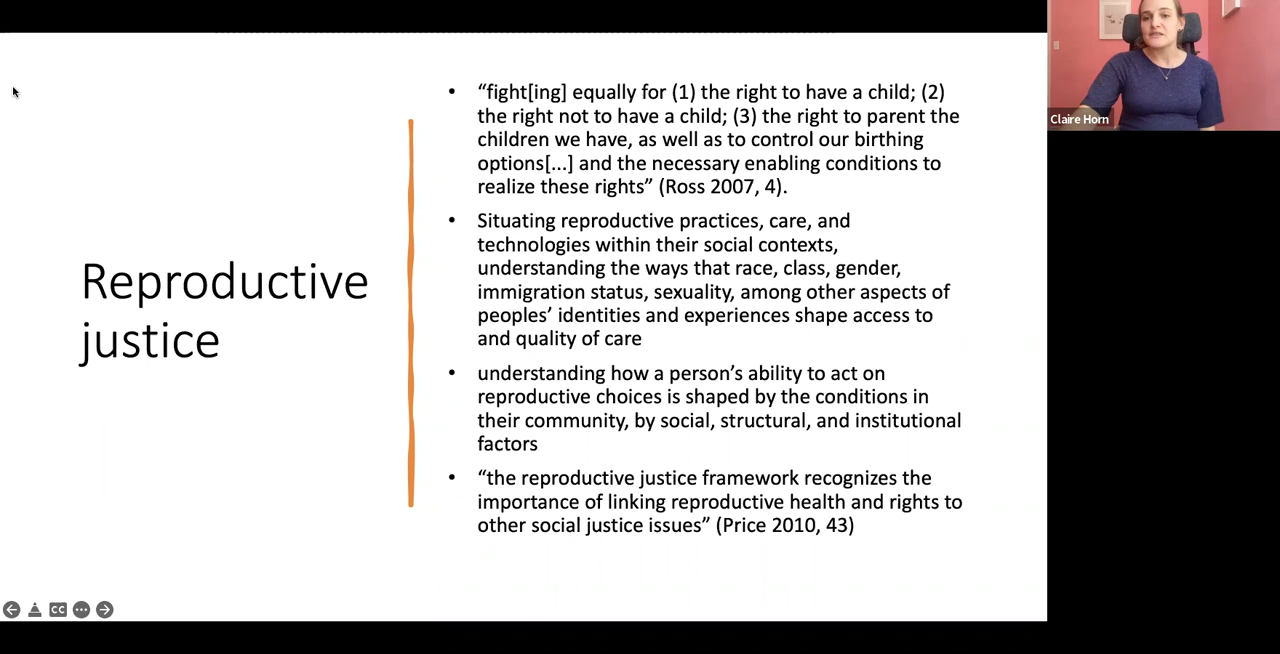 Reproductive
justice
• “fight[ing] equally for (1) the right to have a child; (2)
the right not to have a child; (3) the right to parent the
children we have, as well as to control our birthing
options[...] and the necessary enabling conditions to
realize these rights” (Ross 2007, 4).
• Situating reproductive practices, care, and
technologies within their social contexts,
understanding the ways that race, class, gender,
immigration status, sexuality, among other aspects of
peoples’ identities and experiences shape access to
and quality of care
• understanding how a person’s ability to act on
reproductive choices is shaped by the conditions in
their community, by social, structural, and institutional
factors
• “the reproductive justice framework recognizes the
importance of linking reproductive health and rights to
other social justice issues” (Price 2010, 43)
Claire Horn
CC